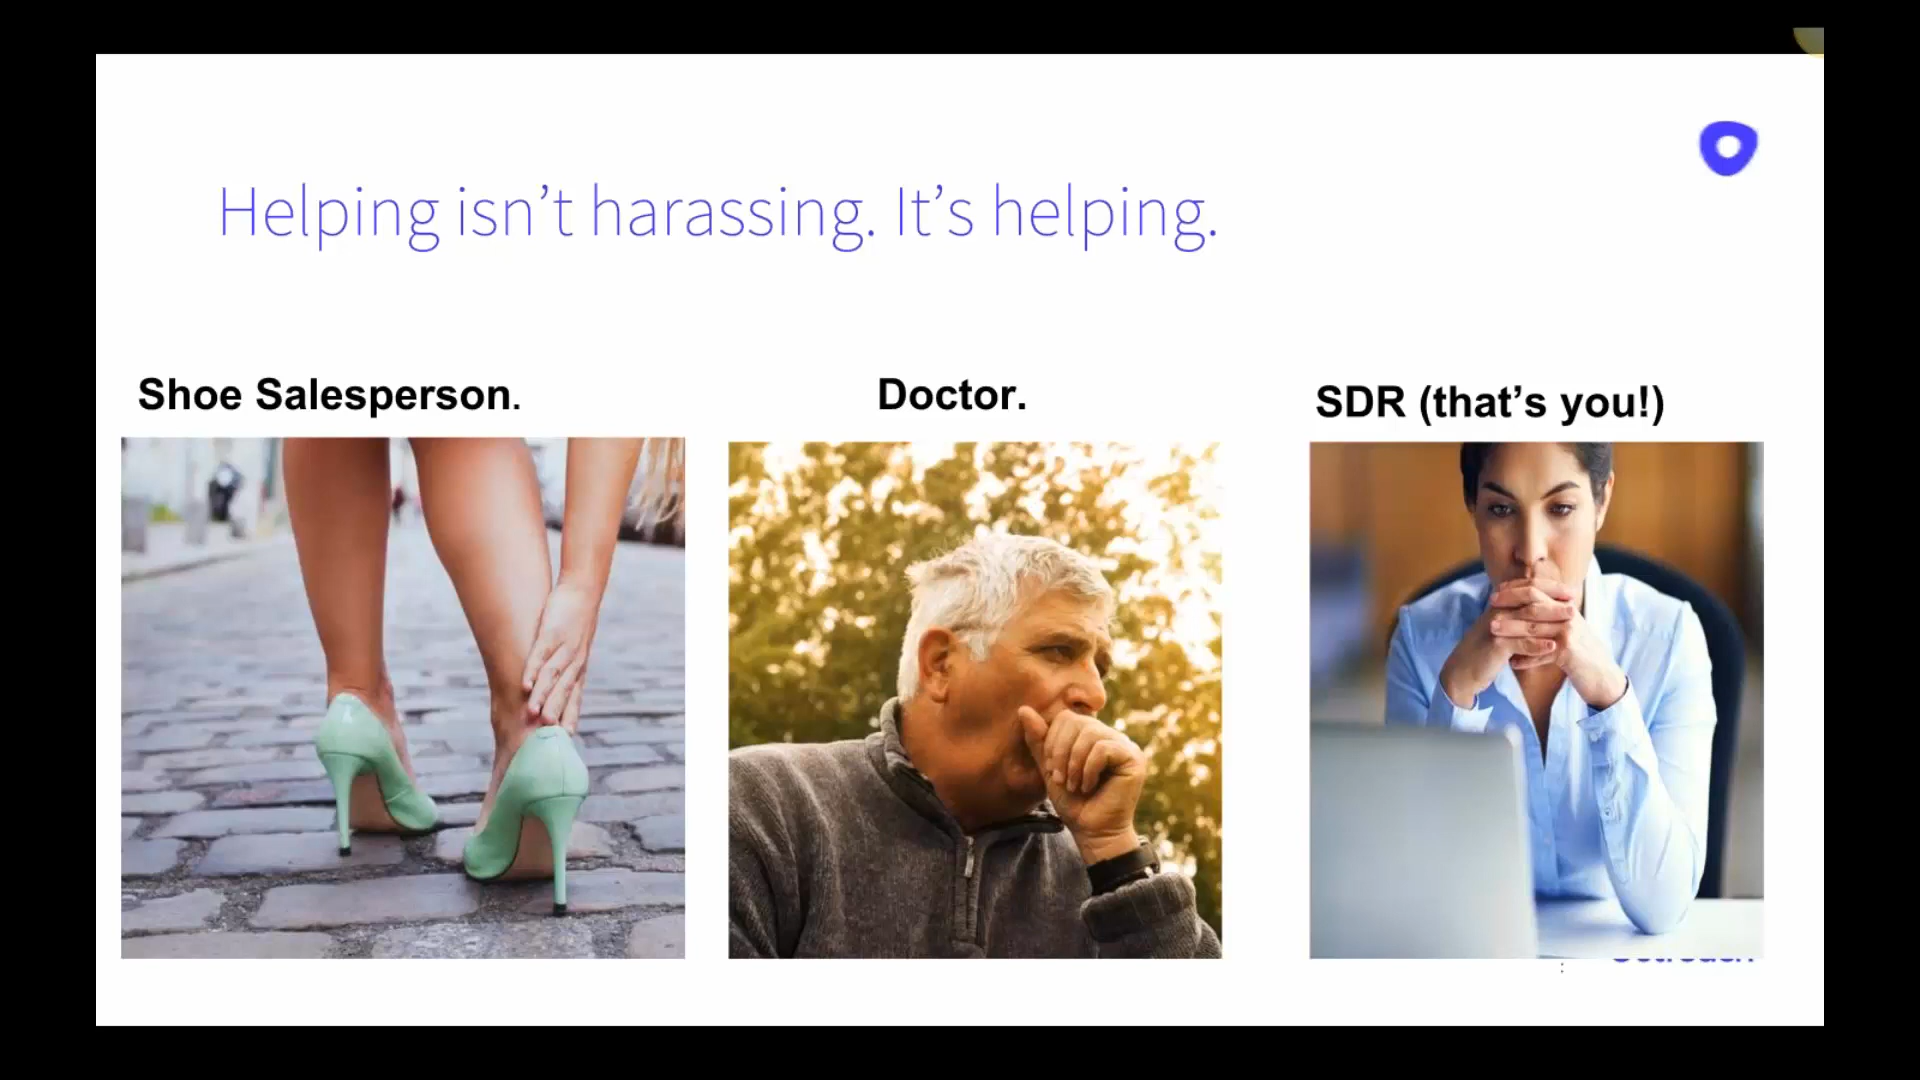 Helping isn’t harassing. It’s helping.
Shoe Salesperson.
Doctor.
SDR (that’s you!)